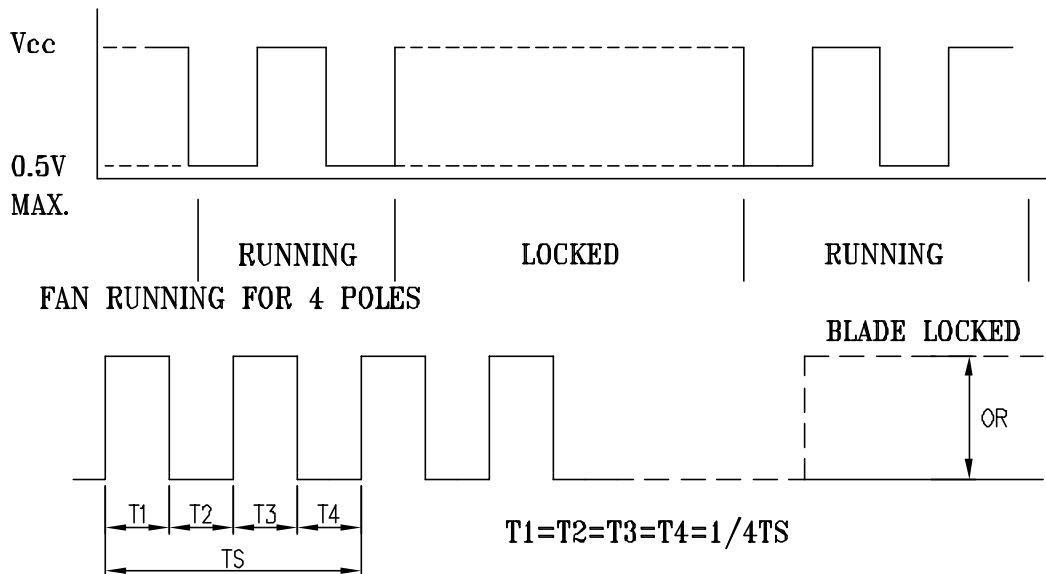 Vcc
0.5V
MAX.
RUNNING
LOCKED
RUNNING
FAN RUNNING FOR 4 POLES
BLADE LOCKED
OR
T1
T2
T3
T4
TS
T1=T2=T3=T4=1/4TS